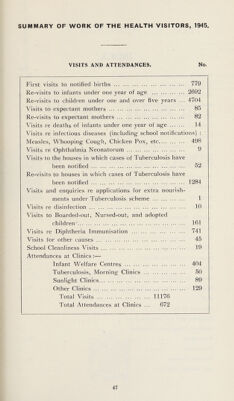 SUMMARY OF WORK OF THE HEALTH VISITORS, 1945.
VISITS AND ATTENDANCES. No.
First visits to notified births ... ... ... ... ... ... 779
Re-visits to infants under one year of age ... ... ... 2692
Re-visits to children under one and over five years ... 4704
Visits to expectant mothers ... ... ... ... ... ... 85
Re-visits to expectant mothers ... ... ... ... ... 82
Visits re deaths of infants under one year of age ... ... 14
Visits re infectious diseases (including school notifications) :
Measles, Whooping Cough, Chicken Pox, etc. ... ... 498
Visits re Ophthalmia Neonatorum ... ... ... ... ... 9
Visits to the houses in which cases of Tuberculosis have
been notified ... ... ... ... ... ... ... ... 52
Re-visits to houses in which cases of Tuberculosis have
been notified ... ... ... ... ... ... ... ... 1284
Visits and enquiries re applications for extra nourish-
ments under Tuberculosis scheme ... ... ... 1
Visits re disinfection ... ... ... ... ... ... ... 10
Visits to Boarded-out, Nursed-out, and adopted
children ... ... ... ... ... ... ... ... 161
Visits re Diphtheria Immunisation ... ... ... ... 741
Visits for other causes ... ... ... ... ... ... ... 45
School Cleanliness Visits ... ... ... ... ... ... 19
Attendances at Clinics :—
Infant Welfare Centres ... ... ... ... ... 404
Tuberculosis, Morning Clinics ... ... ... ... 50
Sunlight Clinics ... ... ... ... ... ... ... 89
Other Clinics ... ... ... ... ... ... ... 129
Total Visits ... ... ... ... 11176
Total Attendances at Clinics ... 672
47